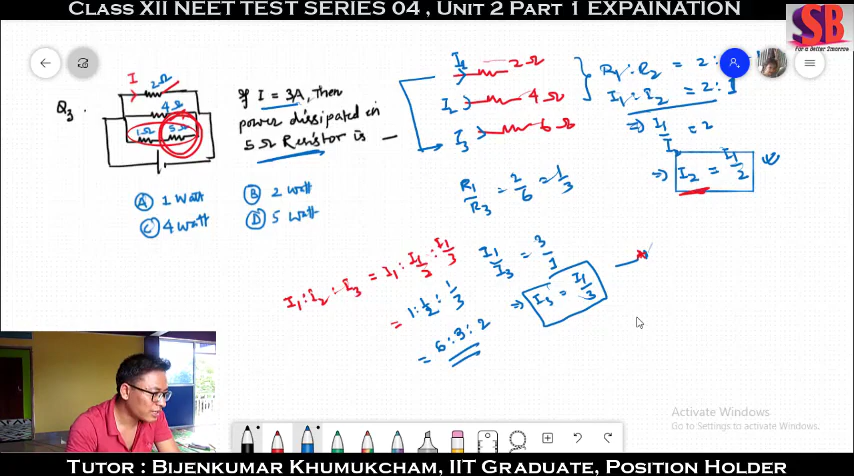 Class XII NEET TEST SERIES 04 , Unit 2 Part 1 EXPAINATION
SB
For a better 2morrow
Q3.
I
2Ω
4Ω
1Ω 5Ω
If I = 3A, Then
power dissipated in
5Ω Resistor is —
(A) 1 Watt
(B) 2 Watt
(C) 4 Watt
(D) 5 Watt
I1 2Ω
I2 4Ω
I3 6Ω
R1 : R2 = 2 :
I1 : I2 = 2 : 1
⇒ I1/I2 = 2
⇒ I2 = I1/2
R1/R3 = 2/6 = 1/3
I1/I3 = 3/1
⇒ I3 = I1/3
I1 : I2 : I3 = I1 : I1/2 : I1/3
= 1 : 1/2 : 1/3
= 6 : 3 : 2
Activate Windows
Go to Settings to activate Windows.
Tutor : Bijenkumar Khumukcham, IIT Graduate, Position Holder